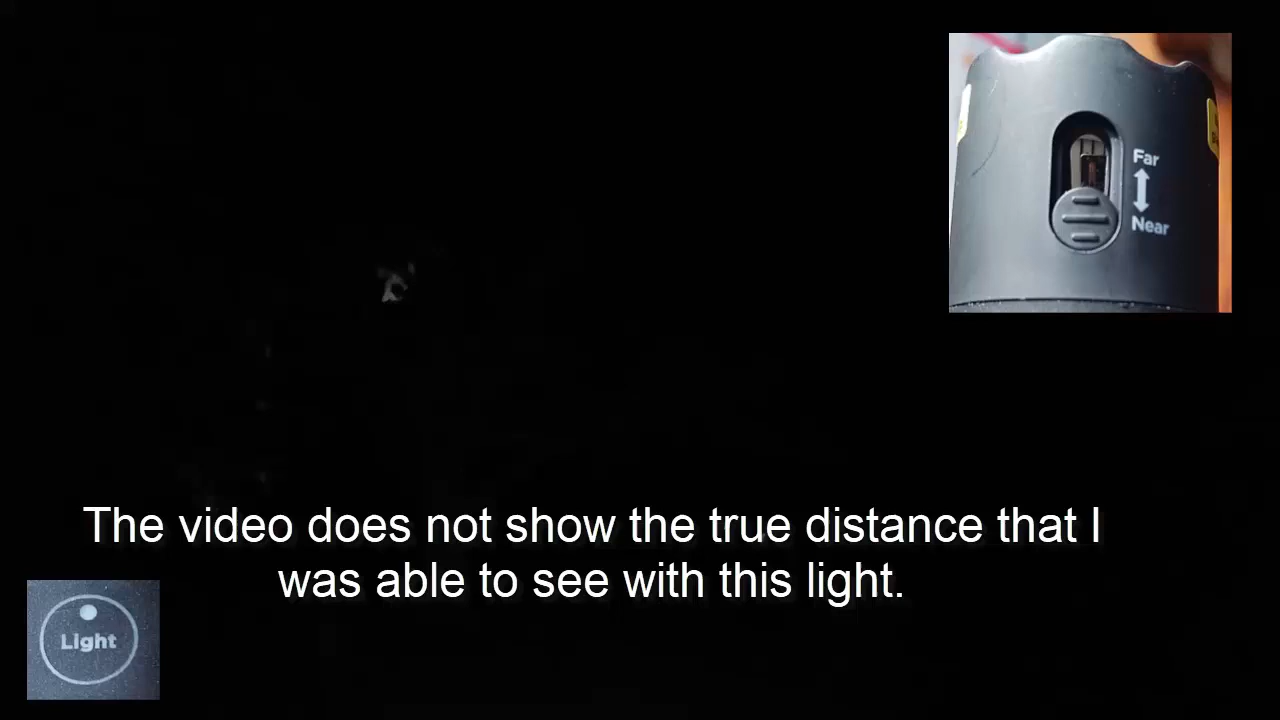 Far
Near
The video does not show the true distance that I
was able to see with this light.
Light